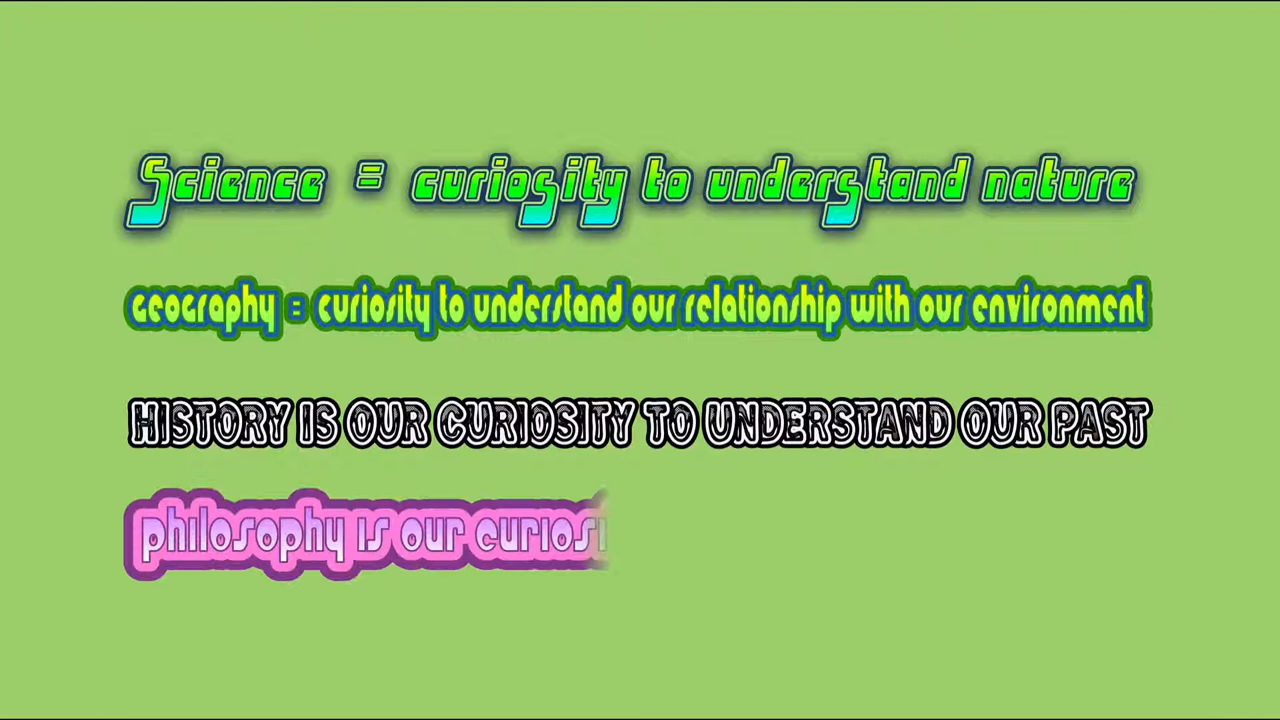 Science = curiosity to understand nature
Geography = curiosity to understand our relationship with our environment
HISTORY IS OUR CURIOSITY TO UNDERSTAND OUR PAST
philosophy is our curiosi